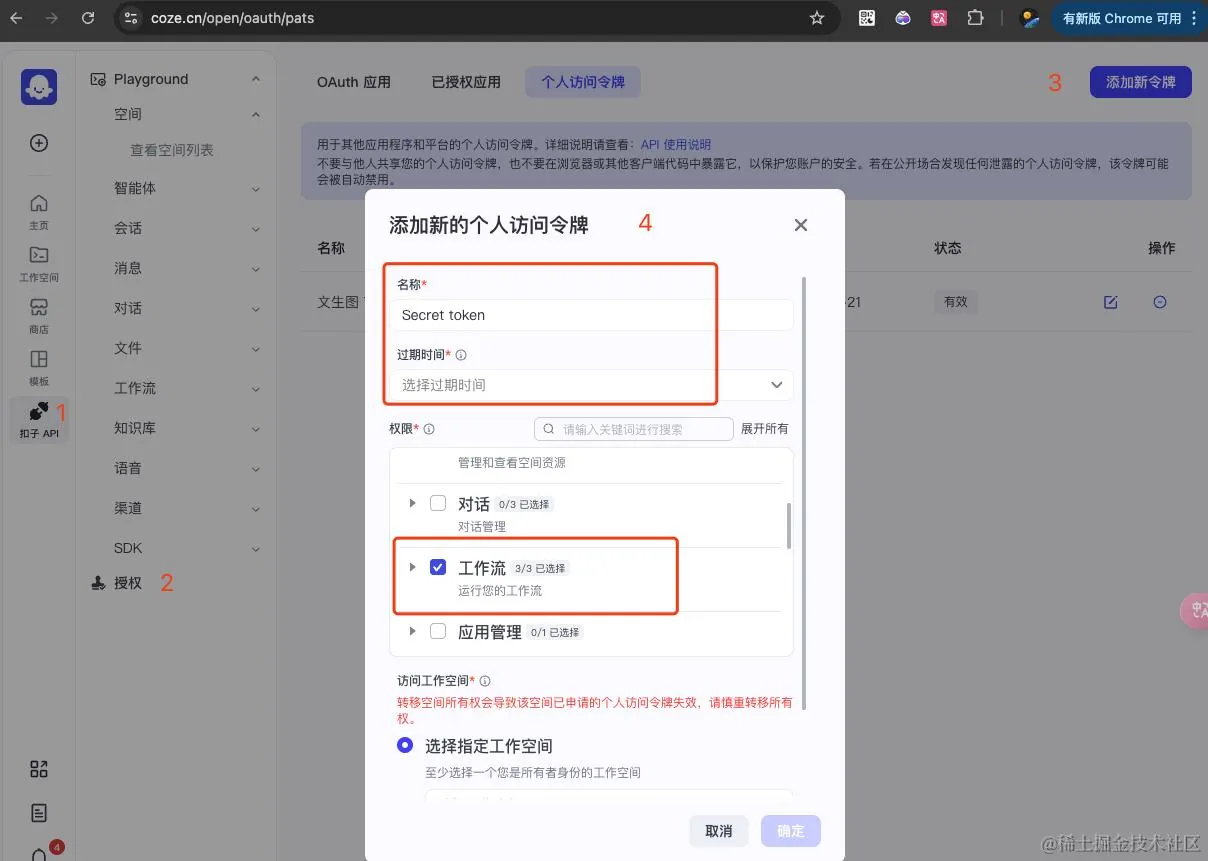 coze.cn/open/oauth/pats
有新版 Chrome 可用
主页
工作空间
商店
模板
扣子 API
1
4
Playground
空间
查看空间列表
智能体
会话
消息
对话
文件
工作流
知识库
语音
渠道
SDK
授权
2
OAuth 应用
已授权应用
个人访问令牌
3
添加新令牌
用于其他应用程序和平台的个人访问令牌。详细说明请查看：API 使用说明
不要与他人共享您的个人访问令牌，也不要在浏览器或其他客户端代码中暴露它，以保护您账户的安全。若在公开场合发现任何泄露的个人访问令牌，该令牌可能
会被自动禁用。
名称
状态
操作
文生图
-21
有效
添加新的个人访问令牌
4
名称*
Secret token
过期时间*
选择过期时间
权限*
请输入关键词进行搜索
展开所有
管理和查看空间资源
对话 0/3 已选择
对话管理
工作流 3/3 已选择
运行您的工作流
应用管理 0/1 已选择
访问工作空间*
转移空间所有权会导致该空间已申请的个人访问令牌失效，请慎重转移所有
权。
选择指定工作空间
至少选择一个您是所有者身份的工作空间
取消
确定
@稀土掘金技术社区